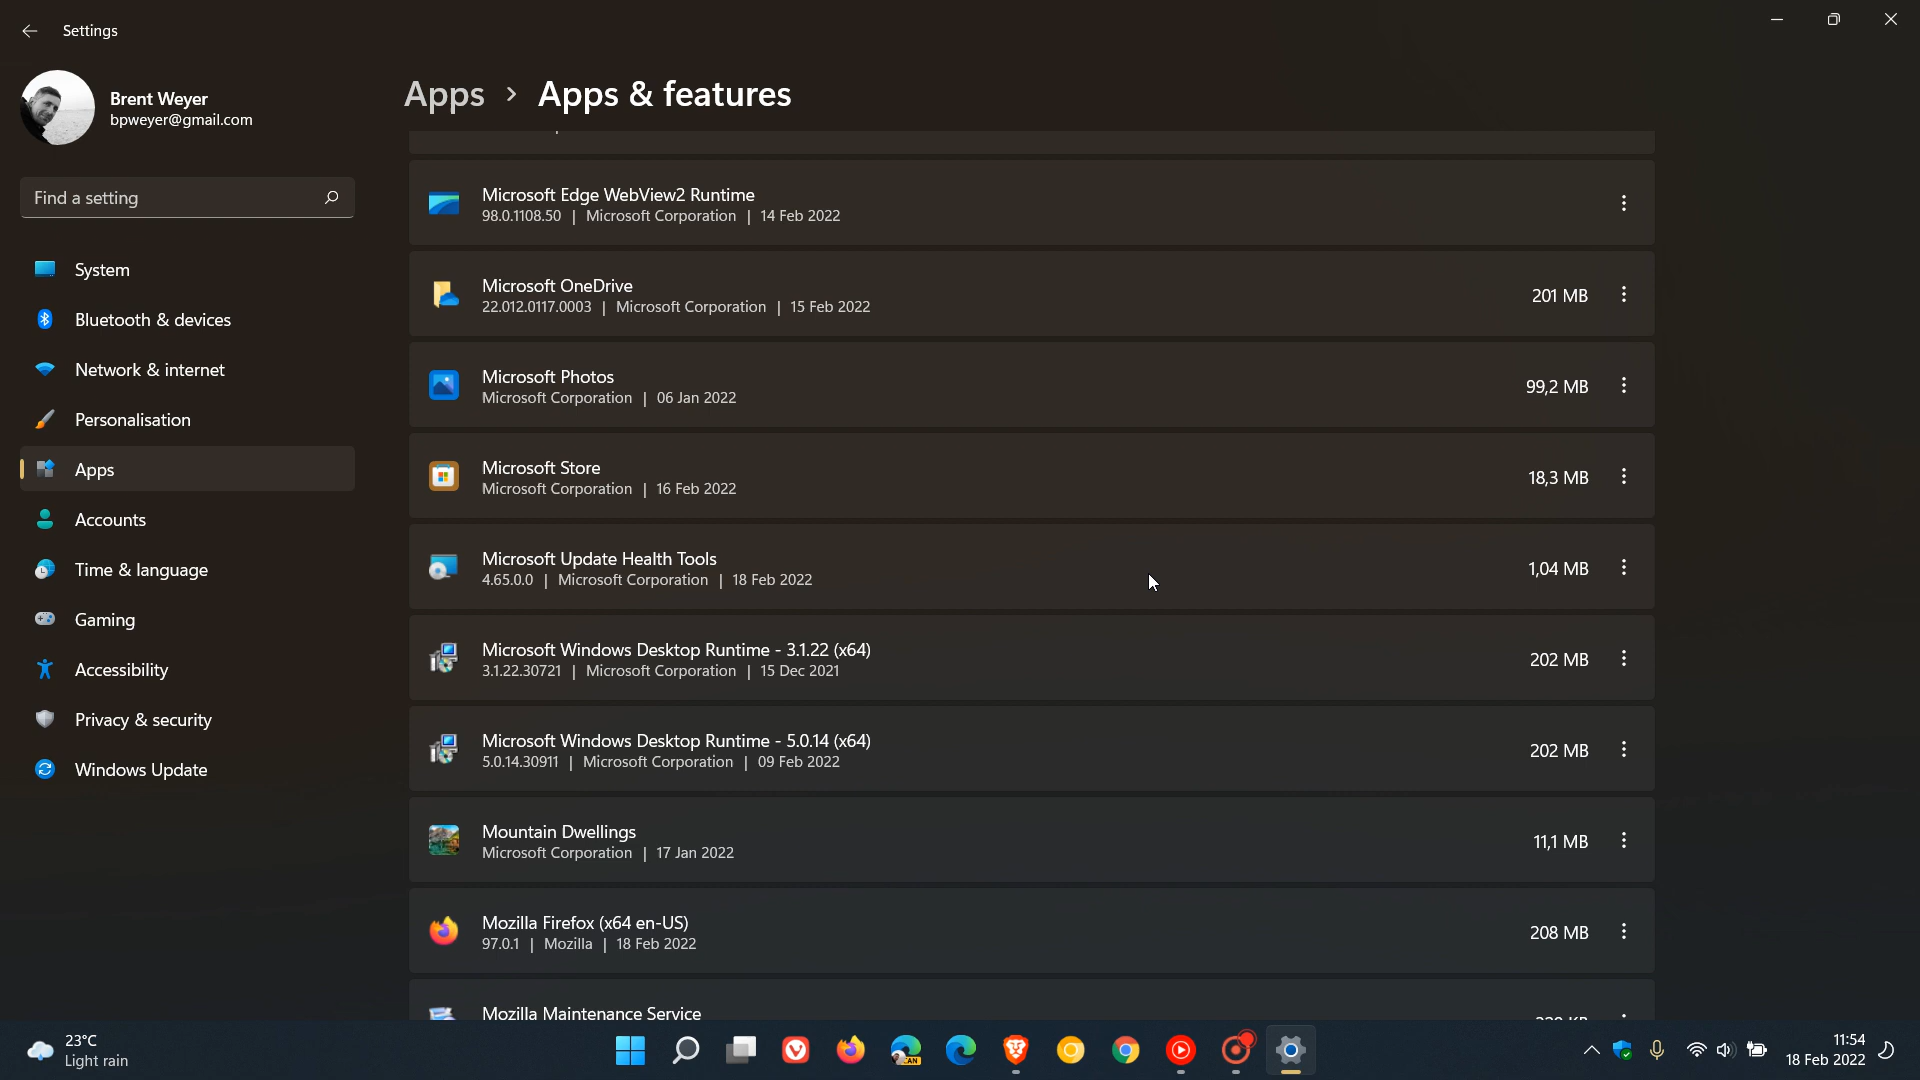 Settings
Brent Weyer
bpweyer@gmail.com
Find a setting
System
Bluetooth & devices
Network & internet
Personalisation
Apps
Accounts
Time & language
Gaming
Accessibility
Privacy & security
Windows Update
Apps > Apps & features
Microsoft Edge WebView2 Runtime
98.0.1108.50 | Microsoft Corporation | 14 Feb 2022
Microsoft OneDrive
22.012.0117.0003 | Microsoft Corporation | 15 Feb 2022
201 MB
Microsoft Photos
Microsoft Corporation | 06 Jan 2022
99,2 MB
Microsoft Store
Microsoft Corporation | 16 Feb 2022
18,3 MB
Microsoft Update Health Tools
4.65.0.0 | Microsoft Corporation | 18 Feb 2022
1,04 MB
Microsoft Windows Desktop Runtime - 3.1.22 (x64)
3.1.22.30721 | Microsoft Corporation | 15 Dec 2021
202 MB
Microsoft Windows Desktop Runtime - 5.0.14 (x64)
5.0.14.30911 | Microsoft Corporation | 09 Feb 2022
202 MB
Mountain Dwellings
Microsoft Corporation | 17 Jan 2022
11,1 MB
Mozilla Firefox (x64 en-US)
97.0.1 | Mozilla | 18 Feb 2022
208 MB
Mozilla Maintenance Service
23°C
Light rain
CAN
11:54
18 Feb 2022